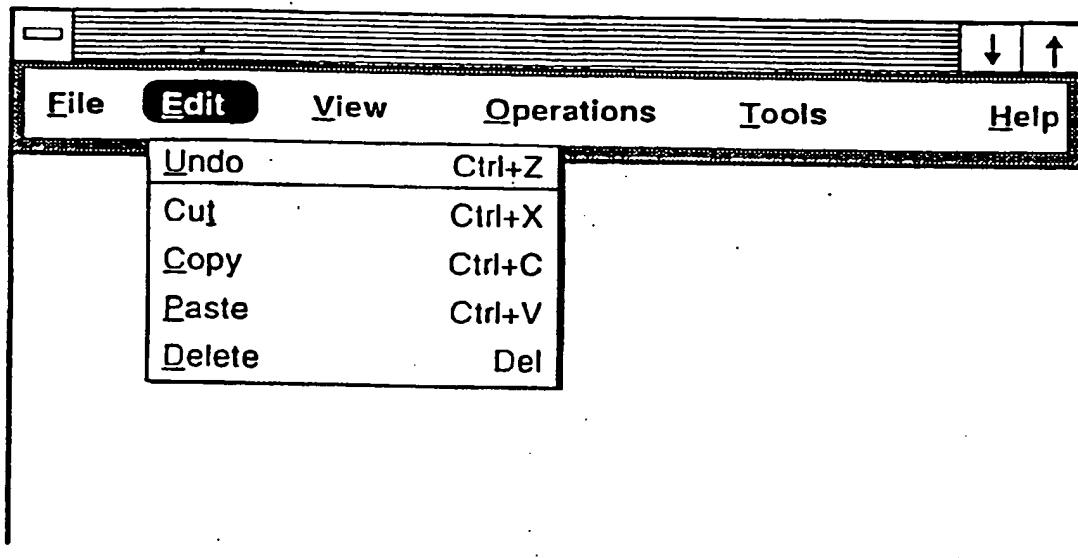 File Edit View Operations Tools Help
Undo Ctrl+Z
Cut Ctrl+X
Copy Ctrl+C
Paste Ctrl+V
Delete Del